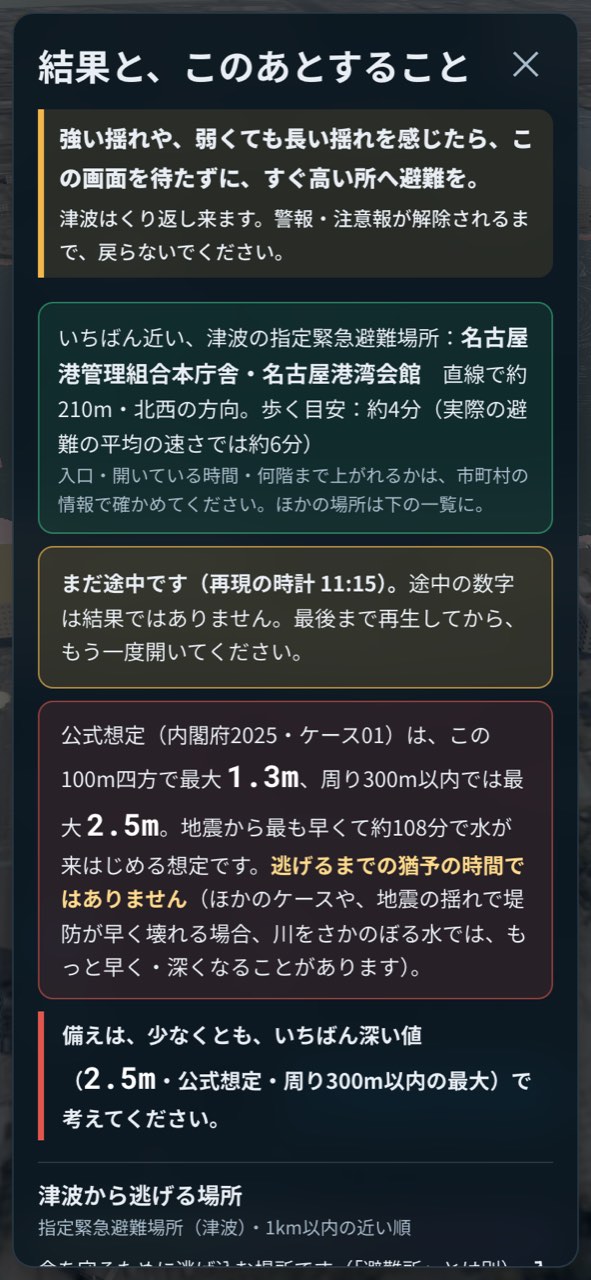 結果と、このあとすること
強い揺れや、弱くても長い揺れを感じたら、こ
の画面を待たずに、すぐ高い所へ避難を。
津波はくり返し来ます。警報・注意報が解除されるま
で、戻らないでください。
いちばん近い、津波の指定緊急避難場所：名古屋
港管理組合本庁舎・名古屋港湾会館　直線で約
210m・北西の方向。歩く目安：約4分（実際の避
難の平均の速さでは約6分）
入口・開いている時間・何階まで上がれるかは、市町村の
情報で確かめてください。ほかの場所は下の一覧に。
まだ途中です（再現の時計 11:15）。途中の数字
は結果ではありません。最後まで再生してから、
もう一度開いてください。
公式想定（内閣府2025・ケース01）は、この
100m四方で最大 1.3m、周り300m以内では最
大 2.5m。地震から最も早くて約108分で水が
来はじめる想定です。逃げるまでの猶予の時間で
はありません（ほかのケースや、地震の揺れで堤
防が早く壊れる場合、川をさかのぼる水では、も
っと早く・深くなることがあります）。
備えは、少なくとも、いちばん深い値
（2.5m・公式想定・周り300m以内の最大）で
考えてください。
津波から逃げる場所
指定緊急避難場所（津波）・1km以内の近い順